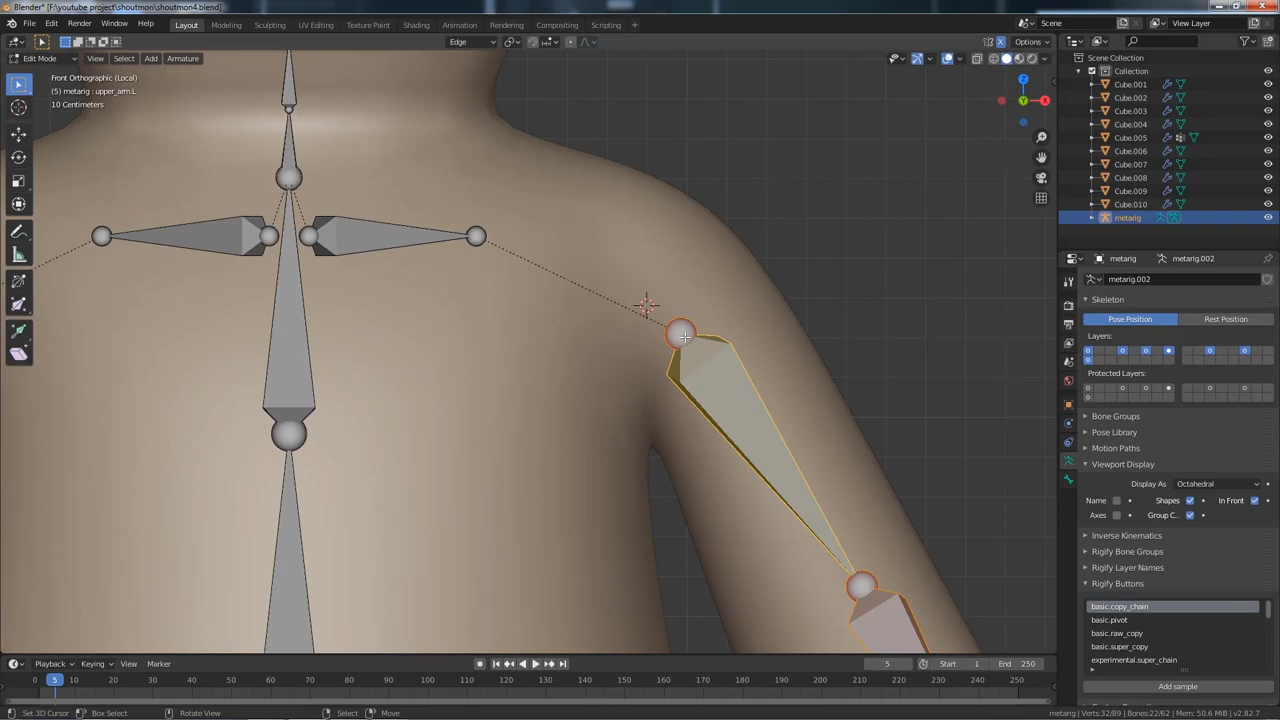 Blender* [F:\youtube project\shoutmon\shoutmon4.blend]
File Edit Render Window Help Layout Modeling Sculpting UV Editing Texture Paint Shading Animation Rendering Compositing Scripting Scene View Layer
Edge Options
Edit Mode View Select Add Armature
Front Orthographic (Local)
(5) metarig : upper_arm.L
10 Centimeters
Z
Y
X
Scene Collection
Collection
Cube.001
Cube.002
Cube.003
Cube.004
Cube.005
Cube.006
Cube.007
Cube.008
Cube.009
Cube.010
metarig
metarig metarig.002
metarig.002
Skeleton
Pose Position Rest Position
Layers:
Protected Layers:
Bone Groups
Pose Library
Motion Paths
Viewport Display
Display As Octahedral
Name Shapes In Front
Axes Group C..
Inverse Kinematics
Rigify Bone Groups
Rigify Layer Names
Rigify Buttons
basic.copy_chain
basic.pivot
basic.raw_copy
basic.super_copy
experimental.super_chain
Add sample
Playback Keying View Marker 5 Start 1 End 250
0 5 10 20 30 40 50 60 70 80 90 100 110 120 130 140 150 160 170 180 190 200 210 220 230 240 250
Set 3D Cursor Box Select Rotate View Select Move metarig | Verts:32/89 | Bones:22/62 | Mem: 50.6 MiB | v2.82.7